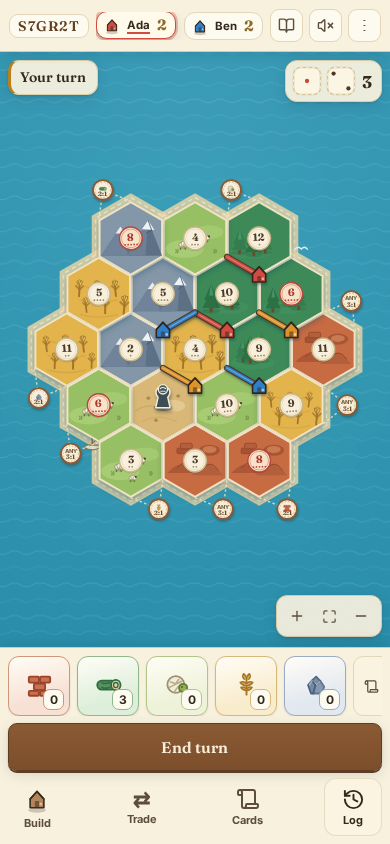 S7GR2T Ada 2 Ben 2
Your turn
3
2:1 2:1
8 4 12
5 5 10 6
ANY 3:1
11 2 4 9 11
2:1
6 10 9
ANY 3:1
ANY 3:1
3 3 8
2:1 ANY 3:1 2:1
0 3 0 0 0
End turn
Build Trade Cards Log